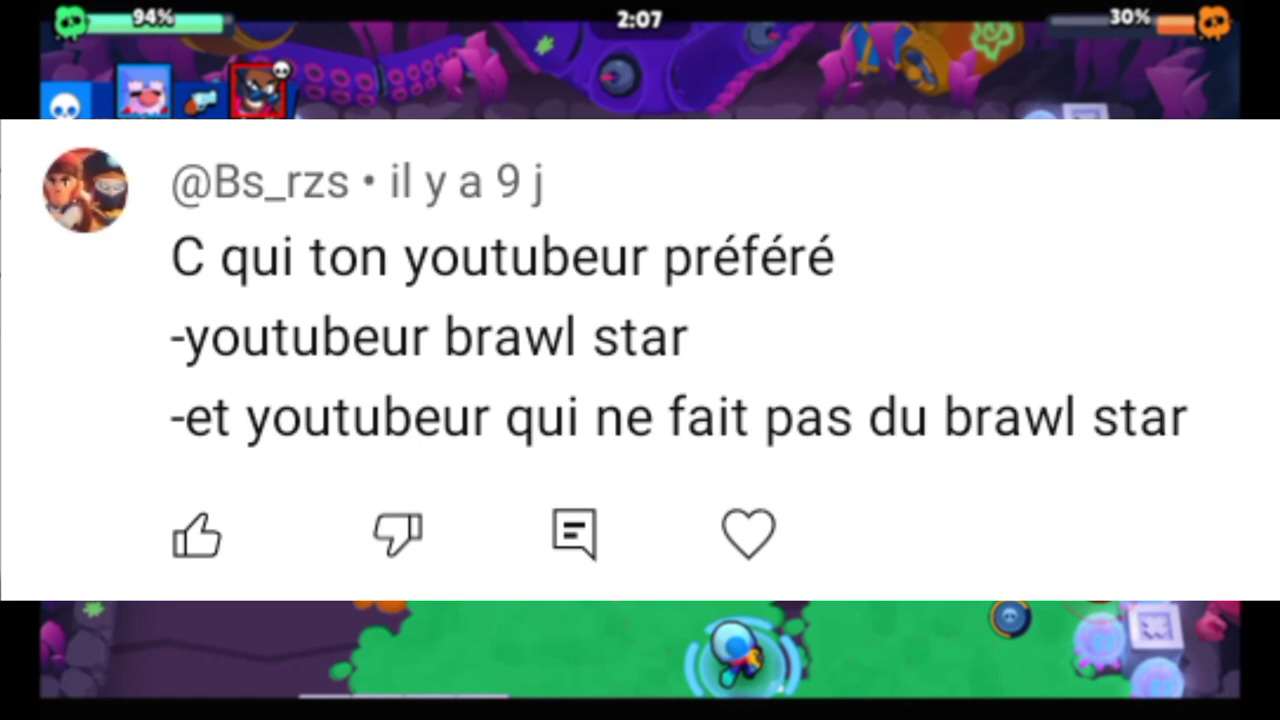 94%
2:07
30%
@Bs_rzs • il y a 9 j
C qui ton youtubeur préféré
-youtubeur brawl star
-et youtubeur qui ne fait pas du brawl star